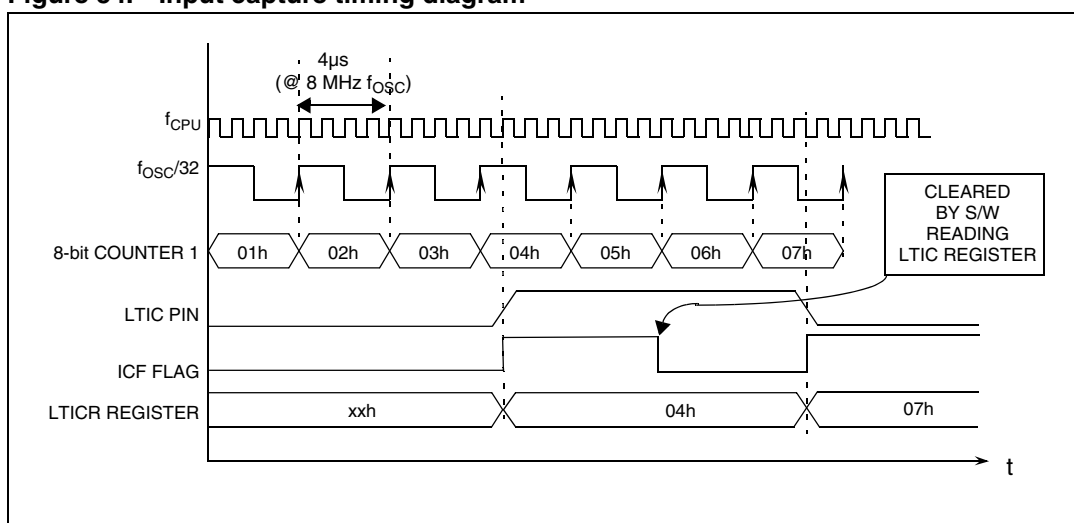 Figure 54. Input capture timing diagram
4µs
(@ 8 MHz fOSC)
fCPU
fOSC/32
CLEARED
BY S/W
READING
LTIC REGISTER
8-bit COUNTER 1
01h
02h
03h
04h
05h
06h
07h
LTIC PIN
ICF FLAG
LTICR REGISTER
xxh
04h
07h
t